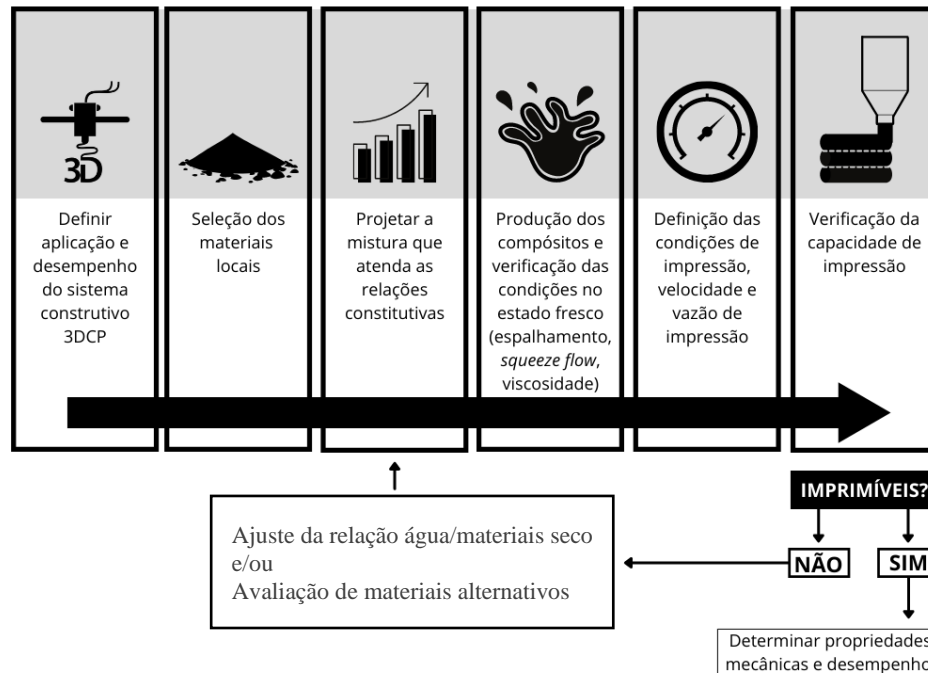 3D
Definir
aplicação e
desempenho
do sistema
construtivo
3DCP
Seleção dos
materiais
locais
Projetar a
mistura que
atenda as
relações
constitutivas
Produção dos
compósitos e
verificação das
condições no
estado fresco
(espalhamento,
squeeze flow,
viscosidade)
Definição das
condições de
impressão,
velocidade e
vazão de
impressão
Verificação da
capacidade de
impressão
IMPRIMÍVEIS?
NÃO
SIM
Ajuste da relação água/materiais seco
e/ou
Avaliação de materiais alternativos
Determinar propriedades
mecânicas e desempenho